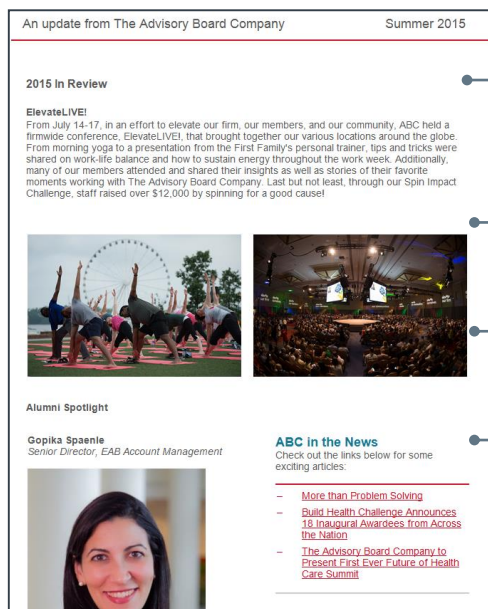 An update from The Advisory Board Company
Summer 2015
2015 In Review
ElevateLIVE!
From July 14-17, in an effort to elevate our firm, our members, and our community, ABC held a
firmwide conference, ElevateLIVE!, that brought together our various locations around the globe.
From morning yoga to a presentation from the First Family's personal trainer, tips and tricks were
shared on work-life balance and how to sustain energy throughout the work week. Additionally,
many of our members attended and shared their insights as well as stories of their favorite
moments working with The Advisory Board Company. Last but not least, through our Spin Impact
Challenge, staff raised over $12,000 by spinning for a good cause!
Alumni Spotlight
Gopika Spaenle
Senior Director, EAB Account Management
ABC in the News
Check out the links below for some
exciting articles:
– More than Problem Solving
– Build Health Challenge Announces
18 Inaugural Awardees from Across
the Nation
– The Advisory Board Company to
Present First Ever Future of Health
Care Summit